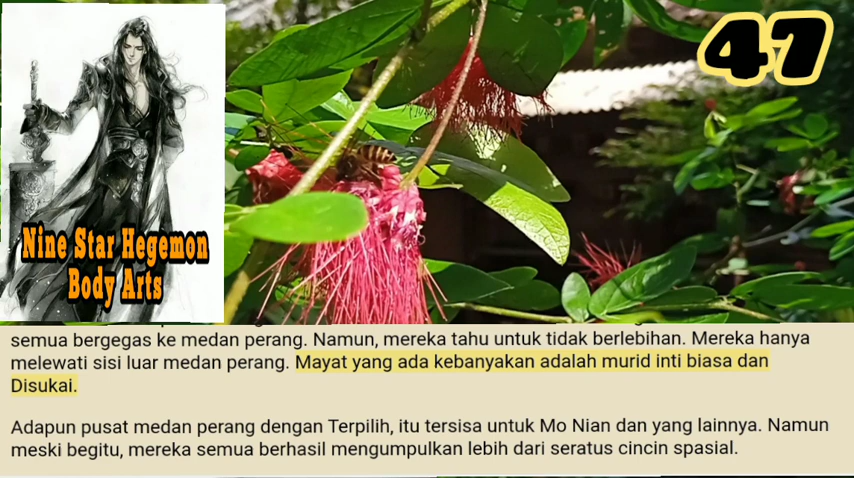 47
Nine Star Hegemon
Body Arts
semua bergegas ke medan perang. Namun, mereka tahu untuk tidak berlebihan. Mereka hanya
melewati sisi luar medan perang. Mayat yang ada kebanyakan adalah murid inti biasa dan
Disukai.
Adapun pusat medan perang dengan Terpilih, itu tersisa untuk Mo Nian dan yang lainnya. Namun
meski begitu, mereka semua berhasil mengumpulkan lebih dari seratus cincin spasial.